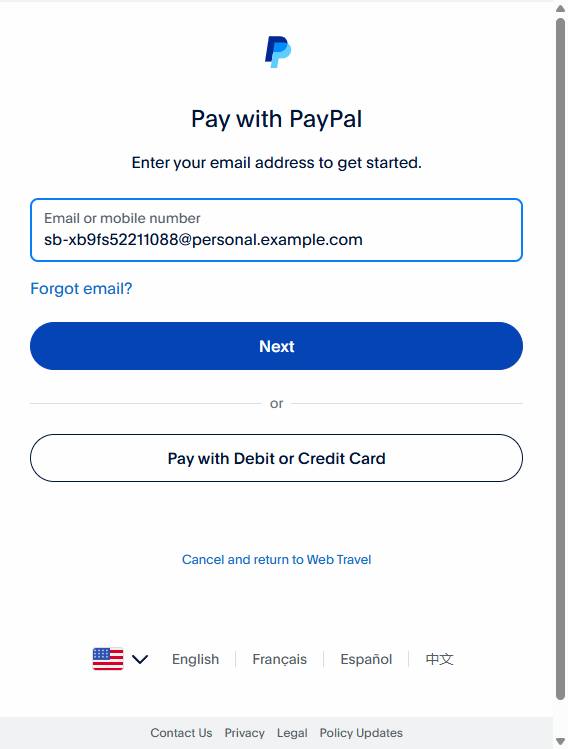 Pay with PayPal
Enter your email address to get started.
Email or mobile number
sb-xb9fs52211088@personal.example.com
Forgot email?
Next
or
Pay with Debit or Credit Card
Cancel and return to Web Travel
English Français Español 中文
Contact Us Privacy Legal Policy Updates